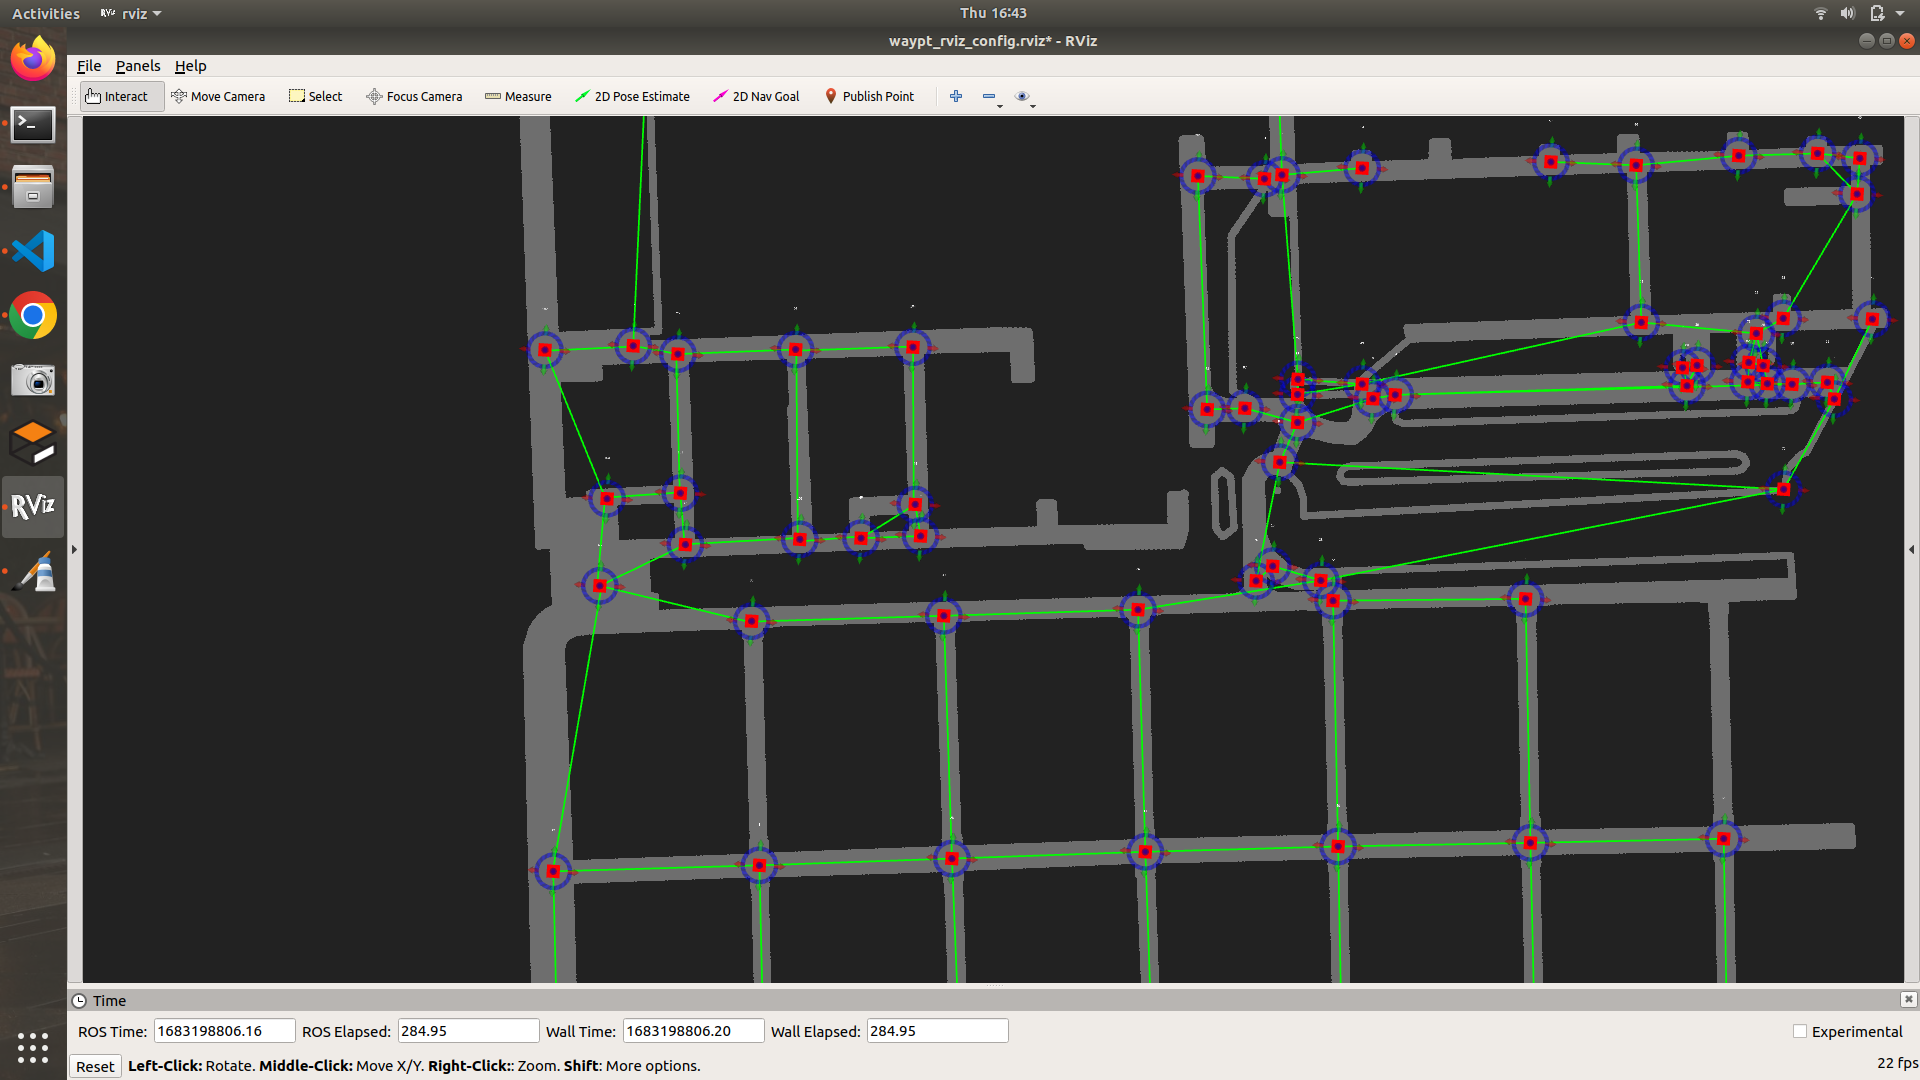 Activities RViz rviz Thu 16:43
waypt_rviz_config.rviz* - RViz
File Panels Help
Interact Move Camera Select Focus Camera Measure 2D Pose Estimate 2D Nav Goal Publish Point
RViz
Time
ROS Time: 1683198806.16 ROS Elapsed: 284.95 Wall Time: 1683198806.20 Wall Elapsed: 284.95 Experimental
Reset Left-Click: Rotate. Middle-Click: Move X/Y. Right-Click:: Zoom. Shift: More options. 22 fps